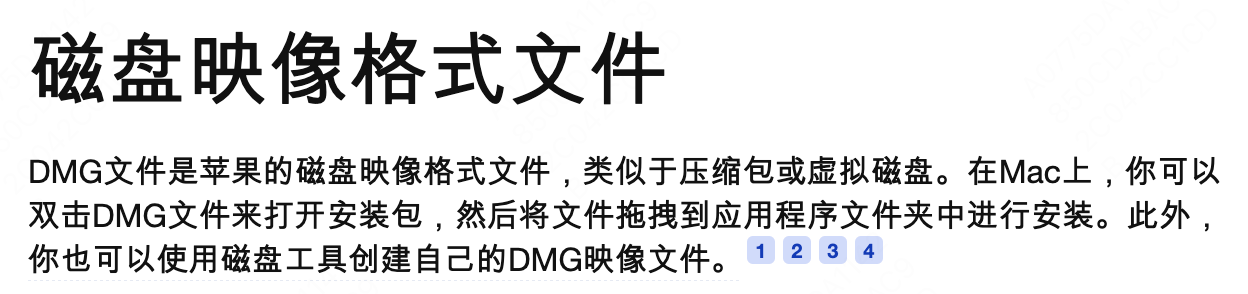 磁盘映像格式文件
DMG文件是苹果的磁盘映像格式文件，类似于压缩包或虚拟磁盘。在Mac上，你可以
双击DMG文件来打开安装包，然后将文件拖拽到应用程序文件夹中进行安装。此外，
你也可以使用磁盘工具创建自己的DMG映像文件。 1 2 3 4